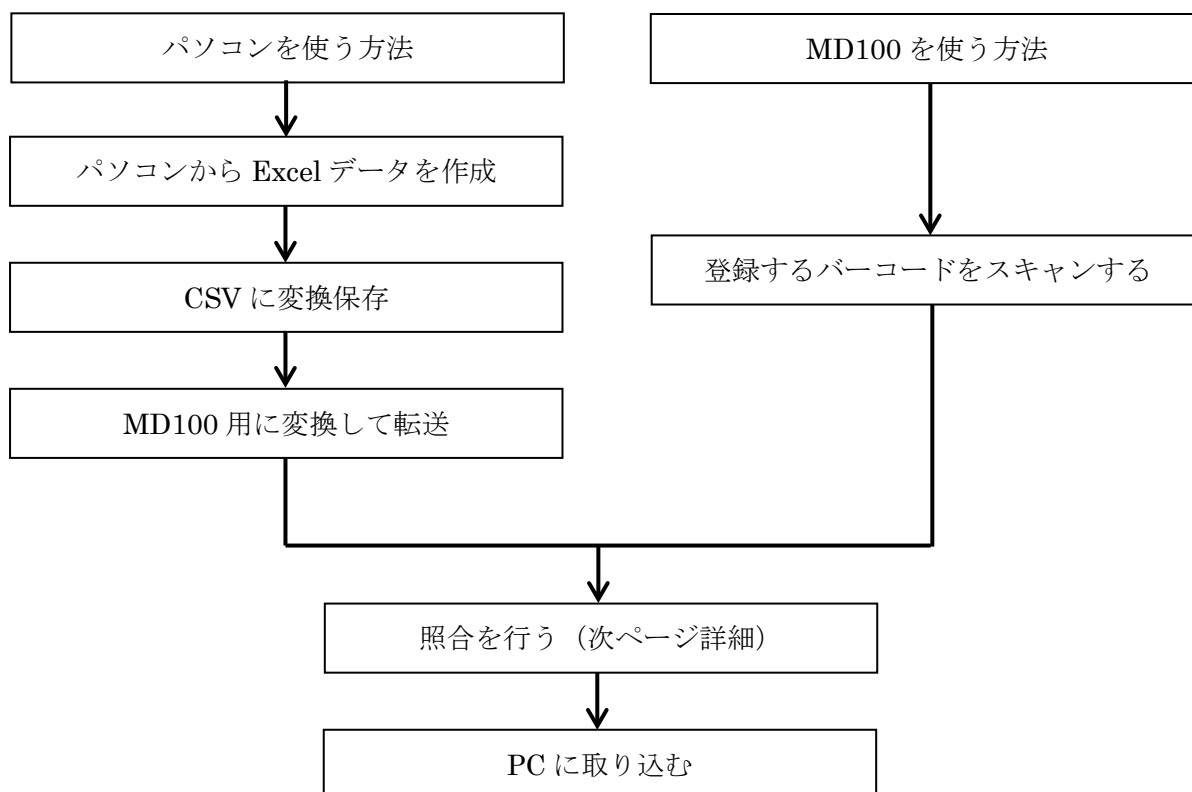 パソコンを使う方法
パソコンから Excel データを作成
CSV に変換保存
MD100 用に変換して転送
MD100 を使う方法
登録するバーコードをスキャンする
照合を行う（次ページ詳細）
PC に取り込む